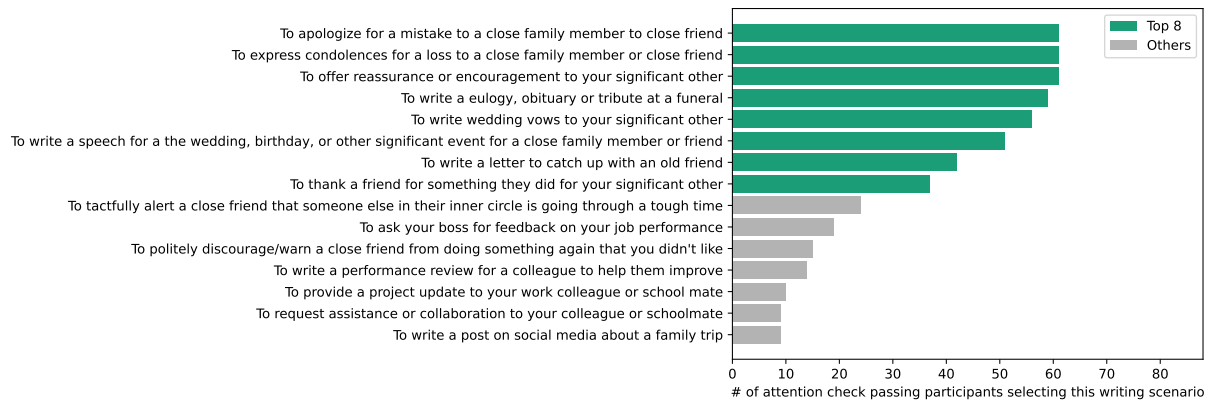 To apologize for a mistake to a close family member to close friend
To express condolences for a loss to a close family member or close friend
To offer reassurance or encouragement to your significant other
To write a eulogy, obituary or tribute at a funeral
To write wedding vows to your significant other
To write a speech for a the wedding, birthday, or other significant event for a close family member or friend
To write a letter to catch up with an old friend
To thank a friend for something they did for your significant other
To tactfully alert a close friend that someone else in their inner circle is going through a tough time
To ask your boss for feedback on your job performance
To politely discourage/warn a close friend from doing something again that you didn't like
To write a performance review for a colleague to help them improve
To provide a project update to your work colleague or school mate
To request assistance or collaboration to your colleague or schoolmate
To write a post on social media about a family trip
Top 8
Others
0 10 20 30 40 50 60 70 80
# of attention check passing participants selecting this writing scenario